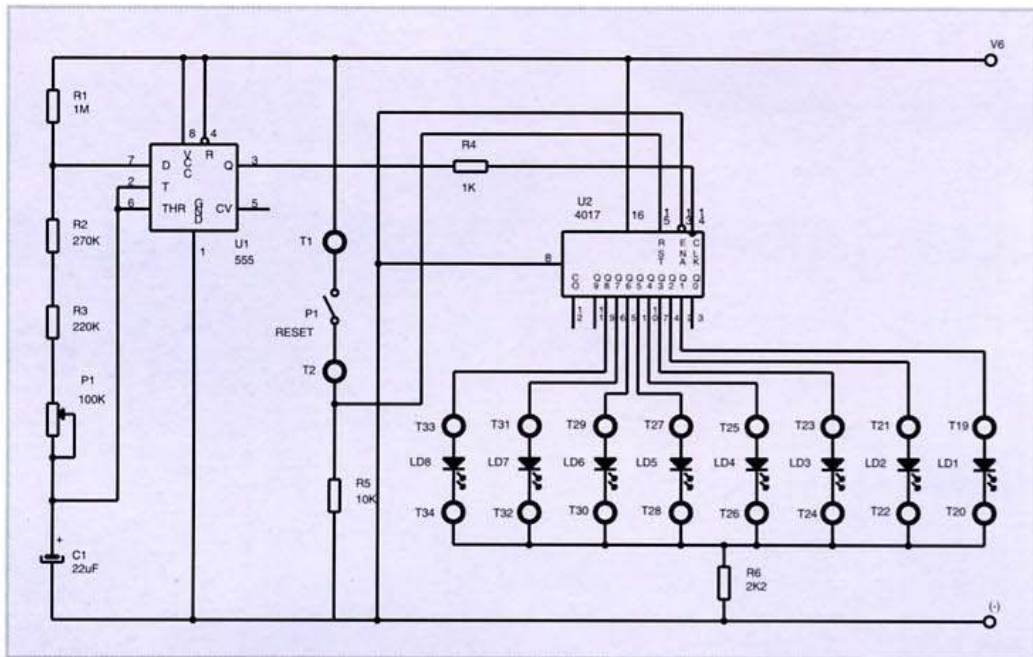 V6
R1
1M
8
4
V
C
C
R
7
D
Q
3
2
T
6
THR
G
N
D
CV
5
1
U1
555
R4
1K
R2
270K
R3
220K
P1
100K
C1
+
22uF
T1
P1
RESET
T2
R5
10K
U2
4017
16
1
5
1
3
1
4
8
R
S
T
E
N
A
C
L
K
C
O
Q
9
Q
8
Q
7
Q
6
Q
5
Q
4
Q
3
Q
2
Q
1
Q
0
1
2
1
1
9
6
5
1
1
0
7
4
2
3
T33
T31
T29
T27
T25
T23
T21
T19
LD8
LD7
LD6
LD5
LD4
LD3
LD2
LD1
T34
T32
T30
T28
T26
T24
T22
T20
R6
2K2
(-)